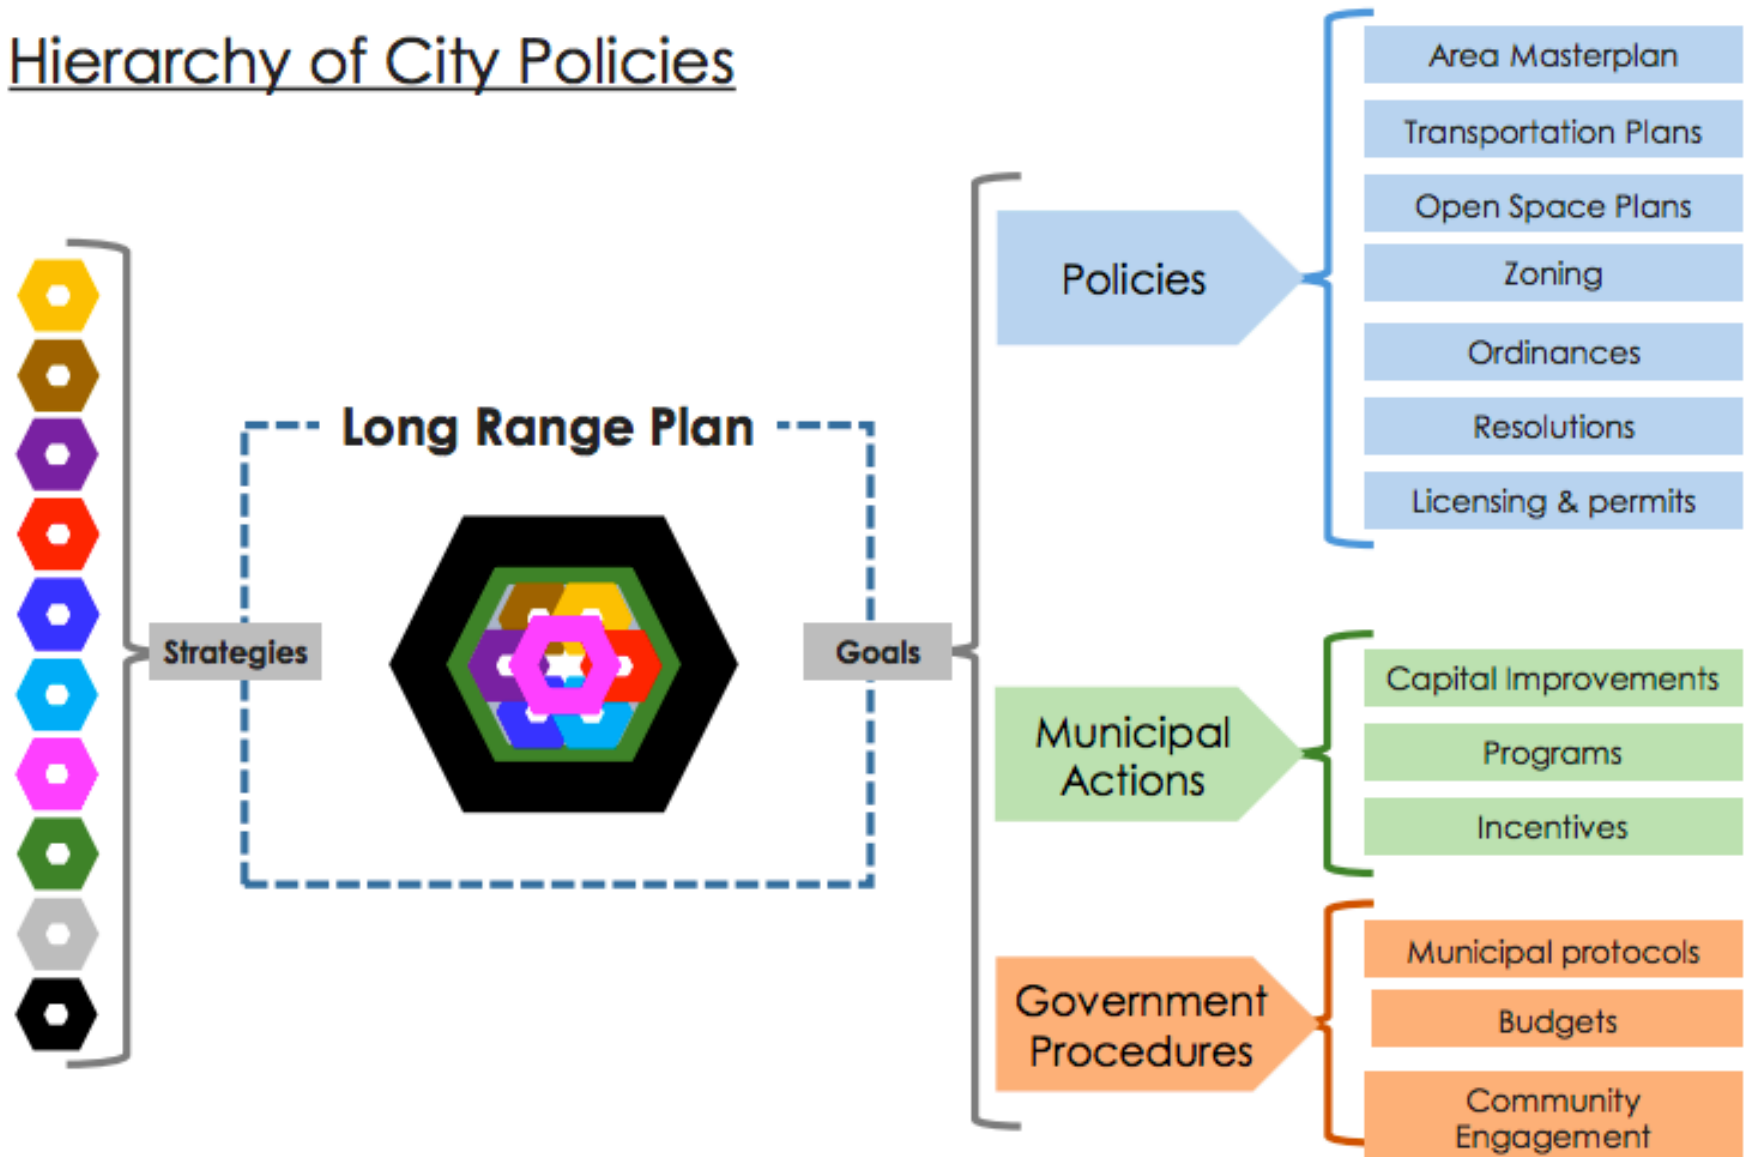 Hierarchy of City Policies
Strategies
Long Range Plan
Goals
Policies
Area Masterplan
Transportation Plans
Open Space Plans
Zoning
Ordinances
Resolutions
Licensing & permits
Municipal
Actions
Capital Improvements
Programs
Incentives
Government
Procedures
Municipal protocols
Budgets
Community
Engagement